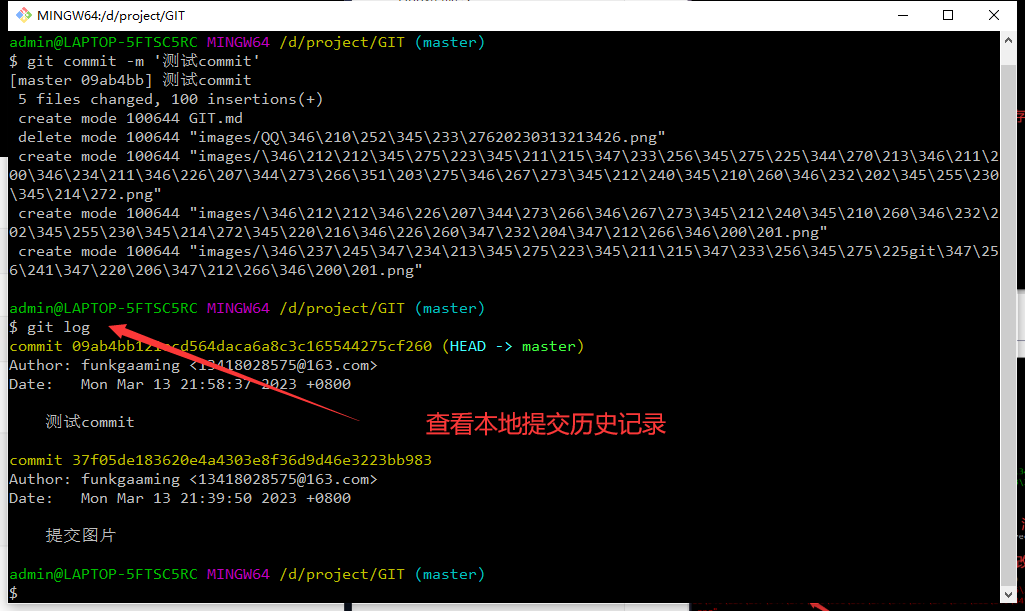 MINGW64:/d/project/GIT
admin@LAPTOP-5FTSC5RC MINGW64 /d/project/GIT (master)
$ git commit -m '测试commit'
[master 09ab4bb] 测试commit
 5 files changed, 100 insertions(+)
 create mode 100644 GIT.md
 delete mode 100644 "images/QQ\346\210\252\345\233\27620230313213426.png"
 create mode 100644 "images/\346\212\212\345\275\223\345\211\215\347\233\256\345\275\225\344\270\213\346\211\2
00\346\234\211\346\226\207\344\273\266\351\203\275\346\267\273\345\212\240\345\210\260\346\232\202\345\255\230
\345\214\272.png"
 create mode 100644 "images/\346\212\212\346\226\207\344\273\266\346\267\273\345\212\240\345\210\260\346\232\2
02\345\255\230\345\214\272\345\220\216\346\226\260\347\232\204\347\212\266\346\200\201.png"
 create mode 100644 "images/\346\237\245\347\234\213\345\275\223\345\211\215\347\233\256\345\275\225git\347\25
6\241\347\220\206\347\212\266\346\200\201.png"
admin@LAPTOP-5FTSC5RC MINGW64 /d/project/GIT (master)
$ git log
commit (HEAD -> master)
Author: funkgaaming <13418028575@163.com>
Date:   Mon Mar 13 21:58:37 2023 +0800
测试commit
查看本地提交历史记录
commit 37f05de183620e4a4303e8f36d9d46e3223bb983
Author: funkgaaming <13418028575@163.com>
Date:   Mon Mar 13 21:39:50 2023 +0800
提交图片
admin@LAPTOP-5FTSC5RC MINGW64 /d/project/GIT (master)
$